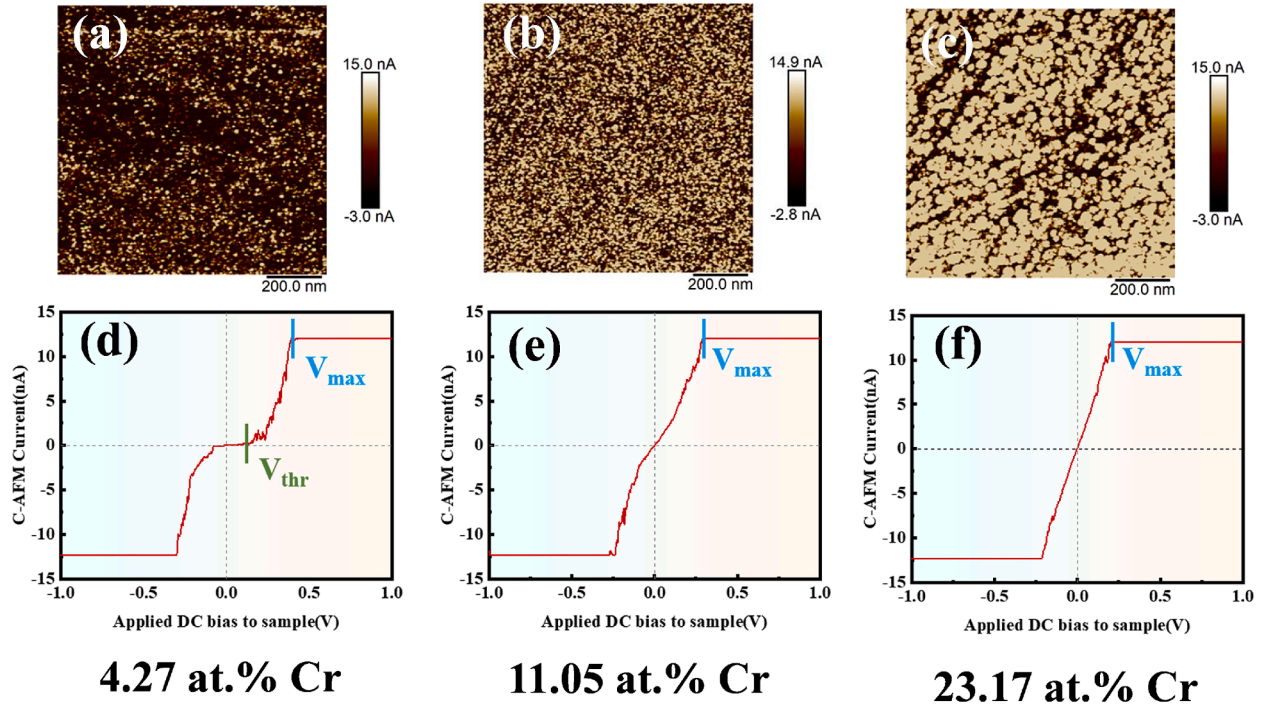 (a)
15.0 nA
-3.0 nA
200.0 nm
(b)
14.9 nA
-2.8 nA
200.0 nm
(c)
15.0 nA
-3.0 nA
200.0 nm
(d)
C-AFM Current(nA)
15
10
5
0
-5
-10
-15
V_max
V_thr
-1.0 -0.5 0.0 0.5 1.0
Applied DC bias to sample(V)
4.27 at.% Cr
(e)
C-AFM Current(nA)
15
10
5
0
-5
-10
-15
V_max
-1.0 -0.5 0.0 0.5 1.0
Applied DC bias to sample(V)
11.05 at.% Cr
(f)
C-AFM Current(nA)
15
10
5
0
-5
-10
-15
V_max
-1.0 -0.5 0.0 0.5 1.0
Applied DC bias to sample(V)
23.17 at.% Cr